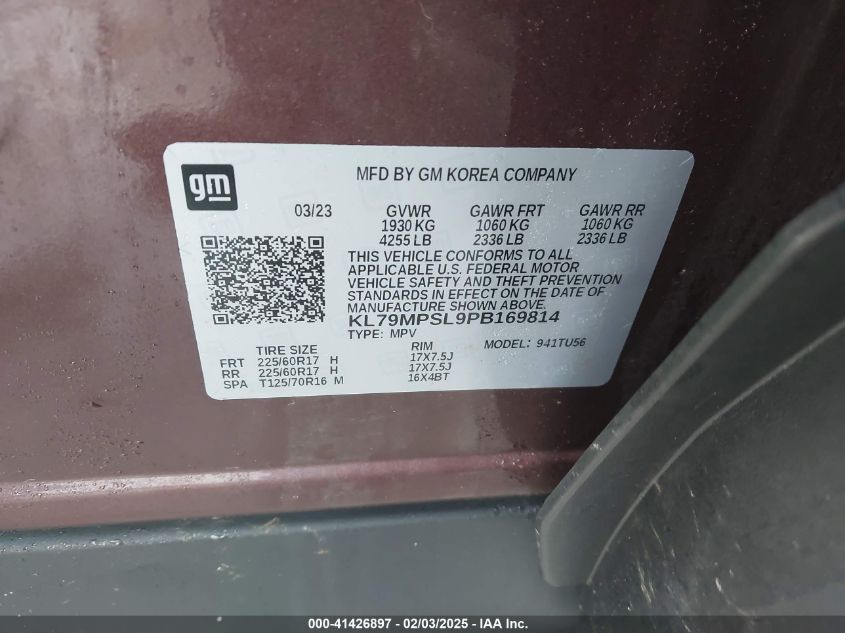 gm
MFD BY GM KOREA COMPANY
03/23 GVWR GAWR FRT GAWR RR
1930 KG 1060 KG 1060 KG
4255 LB 2336 LB 2336 LB
THIS VEHICLE CONFORMS TO ALL
APPLICABLE U.S. FEDERAL MOTOR
VEHICLE SAFETY AND THEFT PREVENTION
STANDARDS IN EFFECT ON THE DATE OF
MANUFACTURE SHOWN ABOVE.
KL79MPSL9PB169814
TYPE: MPV MODEL: 941TU56
TIRE SIZE RIM
FRT 225/60R17 H 17X7.5J
RR 225/60R17 H 17X7.5J
SPA T125/70R16 M 16X4BT
000-41426897 - 02/03/2025 - IAA Inc.